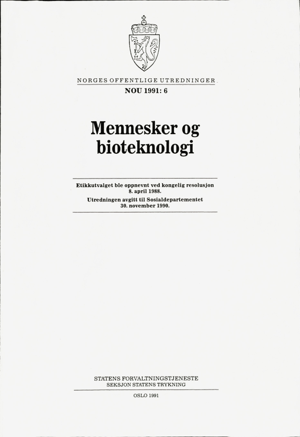 NORGES OFFENTLIGE UTREDNINGER
NOU 1991: 6
Mennesker og
bioteknologi
Etikkutvalget ble oppnevnt ved kongelig resolusjon
8. april 1988.
Utredningen avgitt til Sosialdepartementet
30. november 1990.
STATENS FORVALTNINGSTJENESTE
SEKSJON STATENS TRYKNING
OSLO 1991